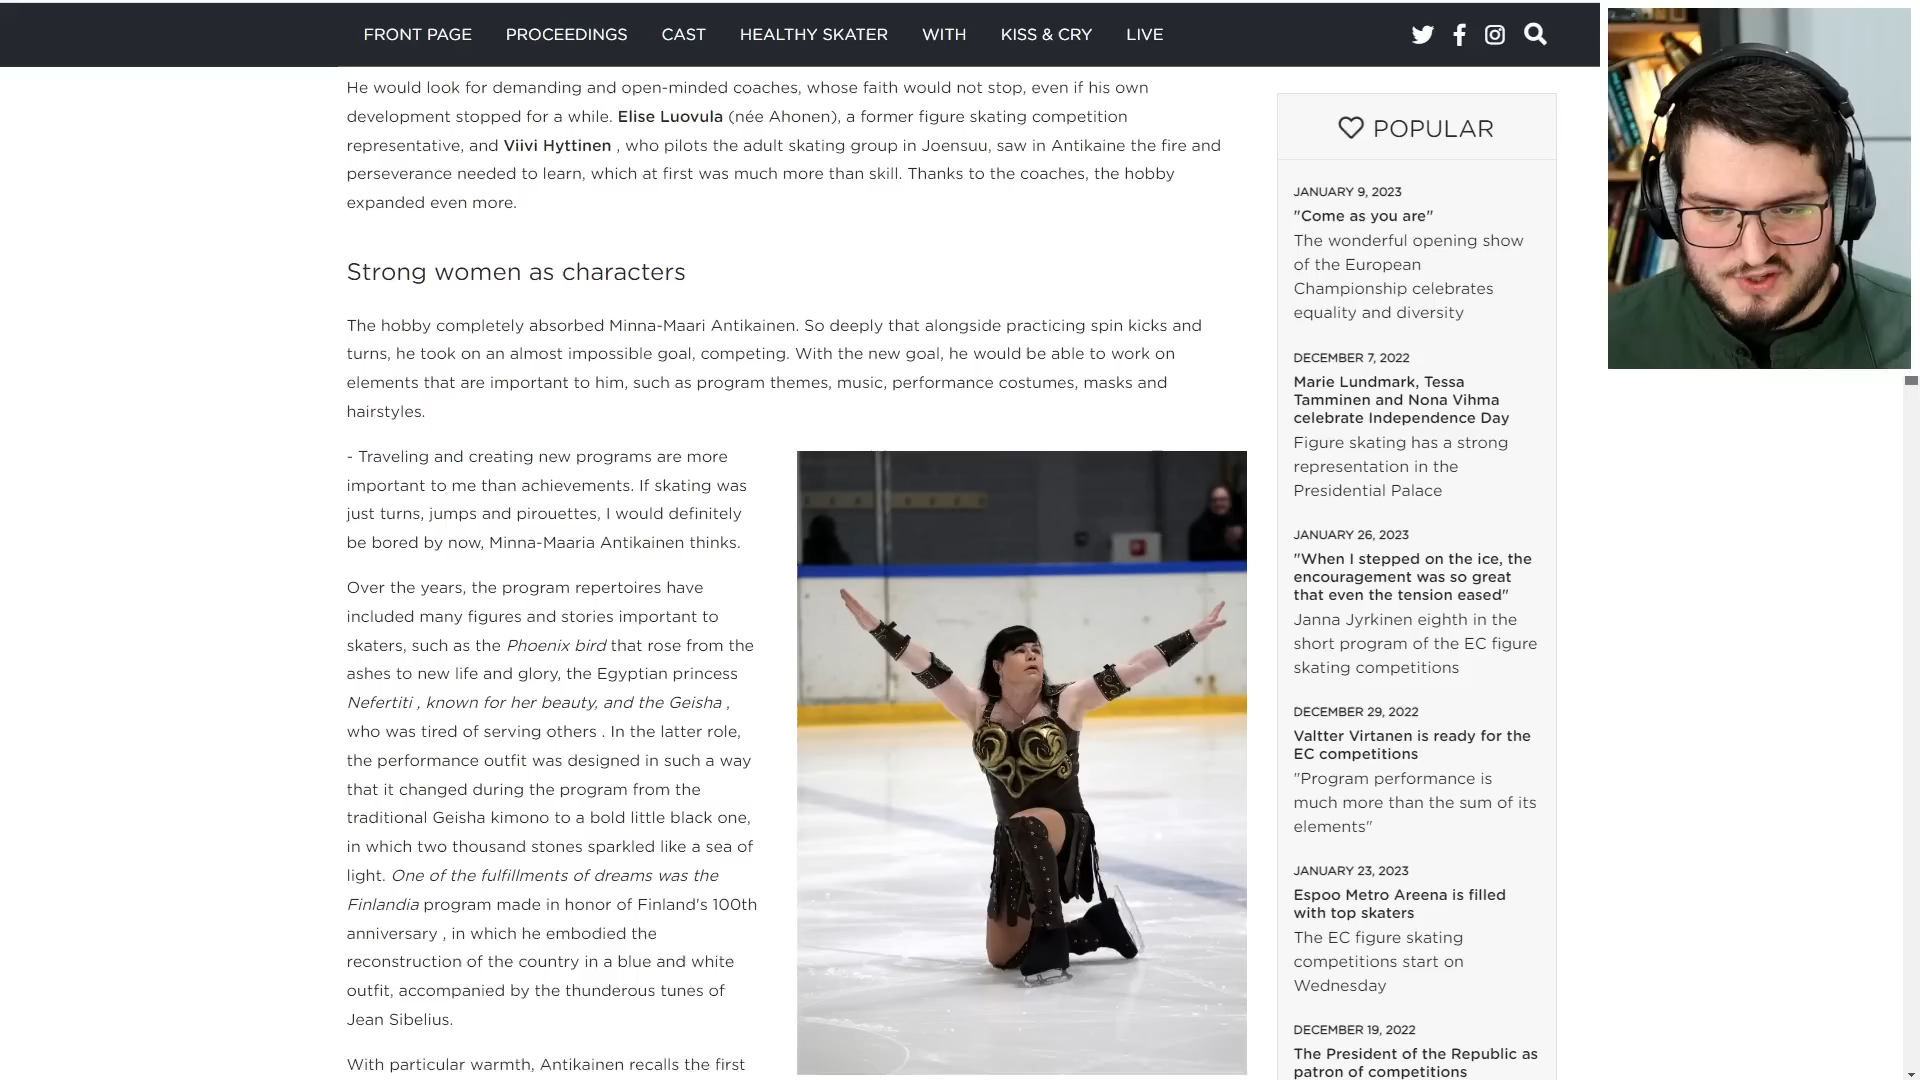 FRONT PAGE PROCEEDINGS CAST HEALTHY SKATER WITH KISS & CRY LIVE
He would look for demanding and open-minded coaches, whose faith would not stop, even if his own
development stopped for a while. Elise Luovula (née Ahonen), a former figure skating competition
representative, and Viivi Hyttinen , who pilots the adult skating group in Joensuu, saw in Antikaine the fire and
perseverance needed to learn, which at first was much more than skill. Thanks to the coaches, the hobby
expanded even more.
Strong women as characters
The hobby completely absorbed Minna-Maari Antikainen. So deeply that alongside practicing spin kicks and
turns, he took on an almost impossible goal, competing. With the new goal, he would be able to work on
elements that are important to him, such as program themes, music, performance costumes, masks and
hairstyles.
- Traveling and creating new programs are more
important to me than achievements. If skating was
just turns, jumps and pirouettes, I would definitely
be bored by now, Minna-Maaria Antikainen thinks.
Over the years, the program repertoires have
included many figures and stories important to
skaters, such as the Phoenix bird that rose from the
ashes to new life and glory, the Egyptian princess
Nefertiti , known for her beauty, and the Geisha ,
who was tired of serving others . In the latter role,
the performance outfit was designed in such a way
that it changed during the program from the
traditional Geisha kimono to a bold little black one,
in which two thousand stones sparkled like a sea of
light. One of the fulfillments of dreams was the
Finlandia program made in honor of Finland's 100th
anniversary , in which he embodied the
reconstruction of the country in a blue and white
outfit, accompanied by the thunderous tunes of
Jean Sibelius.
With particular warmth, Antikainen recalls the first
POPULAR
JANUARY 9, 2023
"Come as you are"
The wonderful opening show
of the European
Championship celebrates
equality and diversity
DECEMBER 7, 2022
Marie Lundmark, Tessa
Tamminen and Nona Vihma
celebrate Independence Day
Figure skating has a strong
representation in the
Presidential Palace
JANUARY 26, 2023
"When I stepped on the ice, the
encouragement was so great
that even the tension eased"
Janna Jyrkinen eighth in the
short program of the EC figure
skating competitions
DECEMBER 29, 2022
Valtter Virtanen is ready for the
EC competitions
"Program performance is
much more than the sum of its
elements"
JANUARY 23, 2023
Espoo Metro Areena is filled
with top skaters
The EC figure skating
competitions start on
Wednesday
DECEMBER 19, 2022
The President of the Republic as
patron of competitions